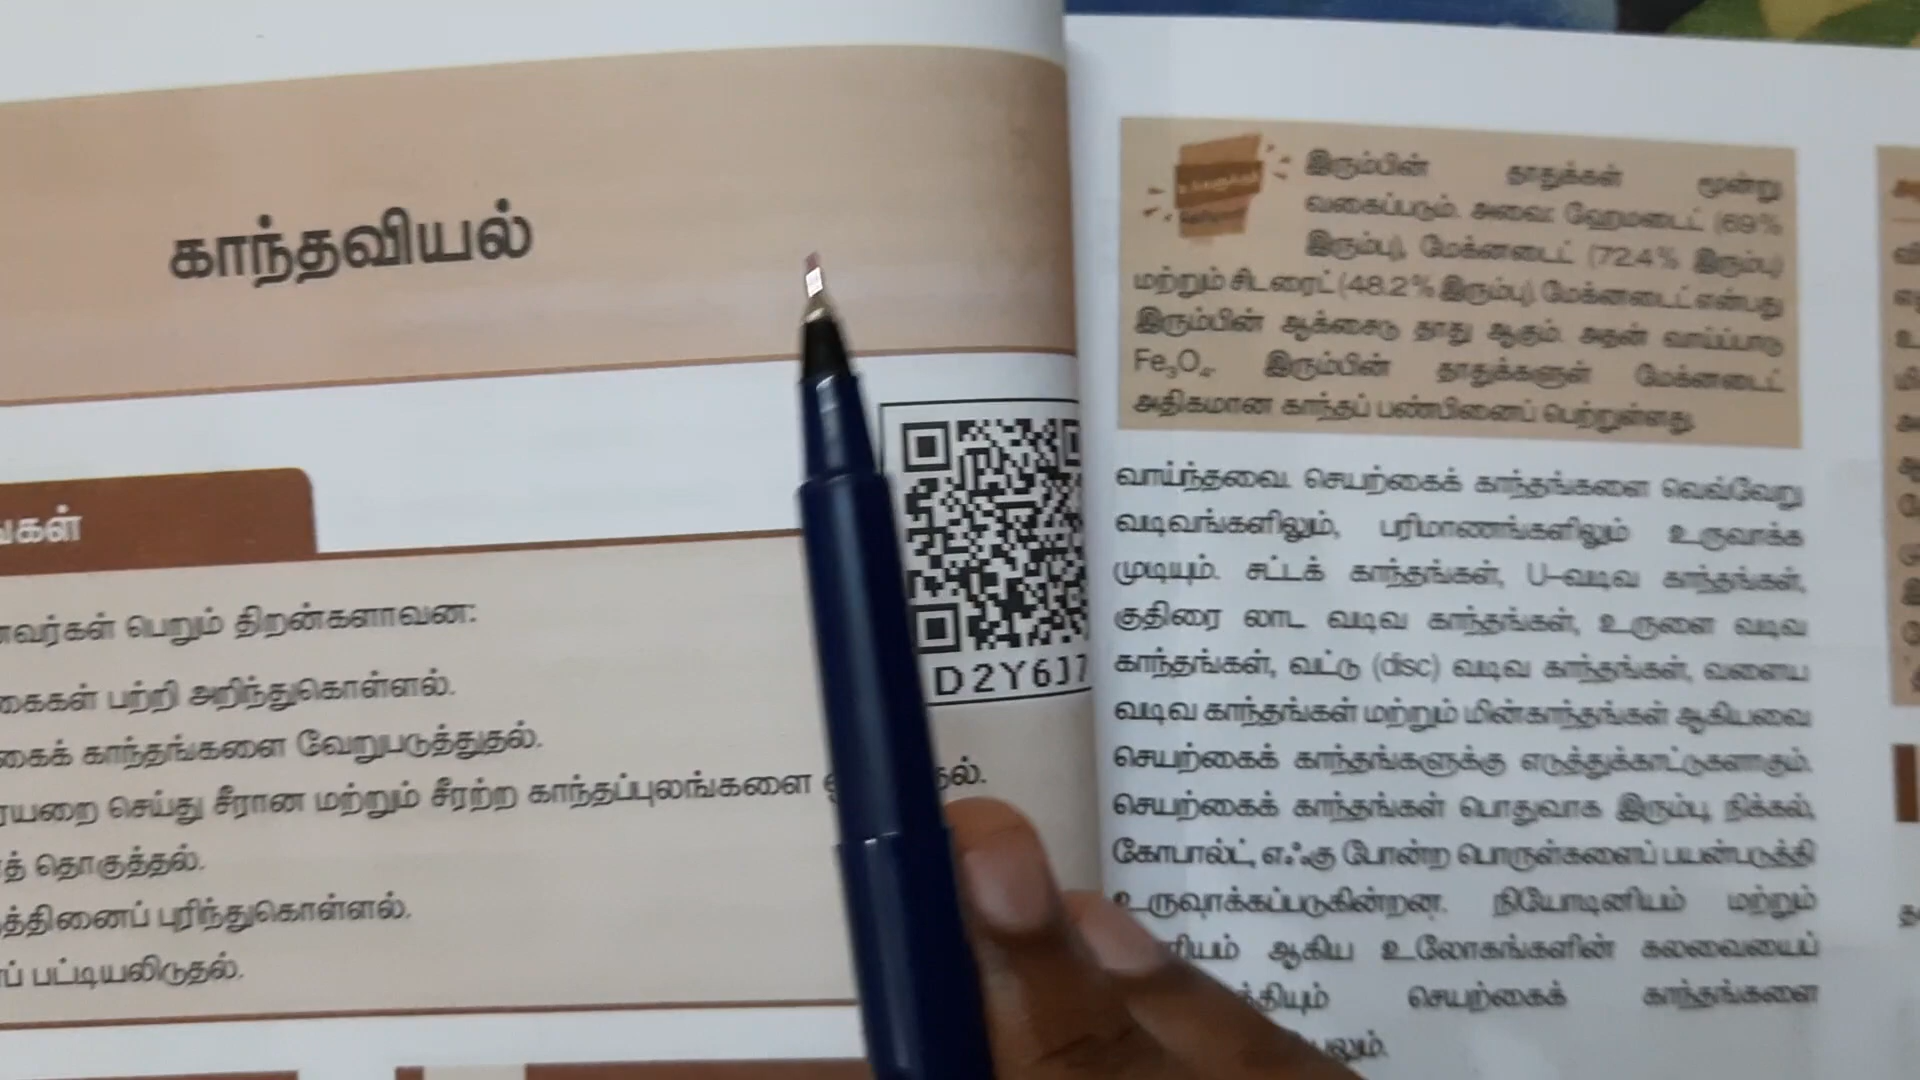 காந்தவியல்
பெறும் திறன்களாவன:
பற்றி அறிந்துகொள்ளல்.
காந்தங்களை வேறுபடுத்துதல்.
செய்து சீரான மற்றும் சீரற்ற காந்தப்புலங்களை
தொகுத்தல்.
புரிந்துகொள்ளல்.
பட்டியலிடுதல்.
D2Y6J7
இரும்பின் தாதுக்கள் மூன்று
வகைப்படும். அவை: ஹேமடைட் (69%
இரும்பு), மேக்னடைட் (72.4% இரும்பு)
மற்றும் சிடரைட் (48.2% இரும்பு). மேக்னடைட் என்பது
இரும்பின் ஆக்சைடு தாது ஆகும். அதன் வாய்ப்பாடு
Fe₃O₄. இரும்பின் தாதுக்களுள் மேக்னடைட்
அதிகமான காந்தப் பண்பினைப் பெற்றுள்ளது.
வாய்ந்தவை. செயற்கைக் காந்தங்களை வெவ்வேறு
வடிவங்களிலும், பரிமாணங்களிலும் உருவாக்க
முடியும். சட்டக் காந்தங்கள், U–வடிவ காந்தங்கள்,
குதிரை லாட வடிவ காந்தங்கள், உருளை வடிவ
காந்தங்கள், வட்டு (disc) வடிவ காந்தங்கள், வளைய
வடிவ காந்தங்கள் மற்றும் மின்காந்தங்கள் ஆகியவை
செயற்கைக் காந்தங்களுக்கு எடுத்துக்காட்டுகளாகும்.
செயற்கைக் காந்தங்கள் பொதுவாக இரும்பு, நிக்கல்,
கோபால்ட், எஃகு போன்ற பொருள்களைப் பயன்படுத்தி
உருவாக்கப்படுகின்றன. நியோடினியம் மற்றும்
ஆகிய உலோகங்களின் கலவையைப்
செயற்கைக் காந்தங்களை